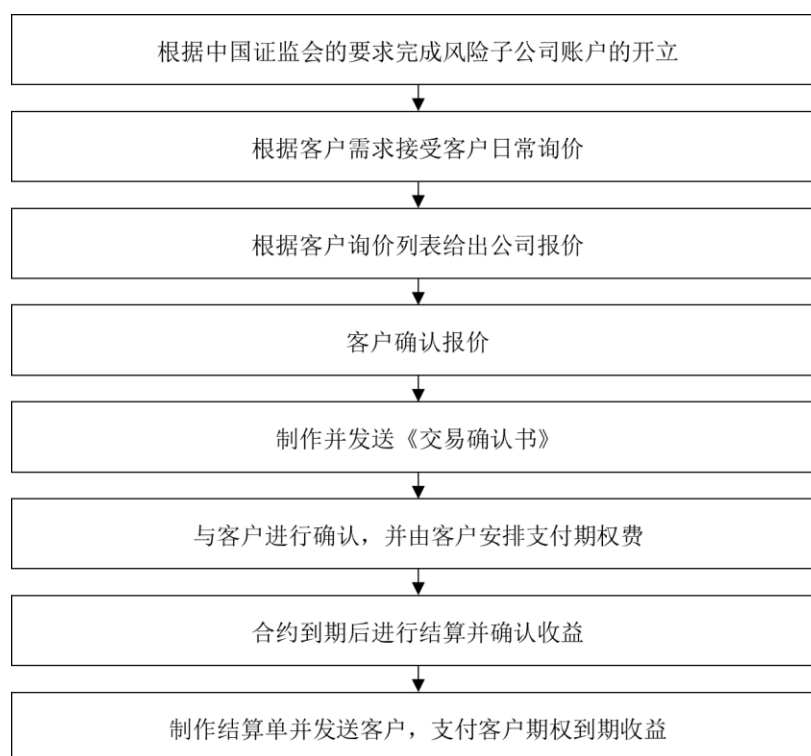 根据中国证监会的要求完成风险子公司账户的开立
根据客户需求接受客户日常询价
根据客户询价列表给出公司报价
客户确认报价
制作并发送《交易确认书》
与客户进行确认，并由客户安排支付期权费
合约到期后进行结算并确认收益
制作结算单并发送客户，支付客户期权到期收益